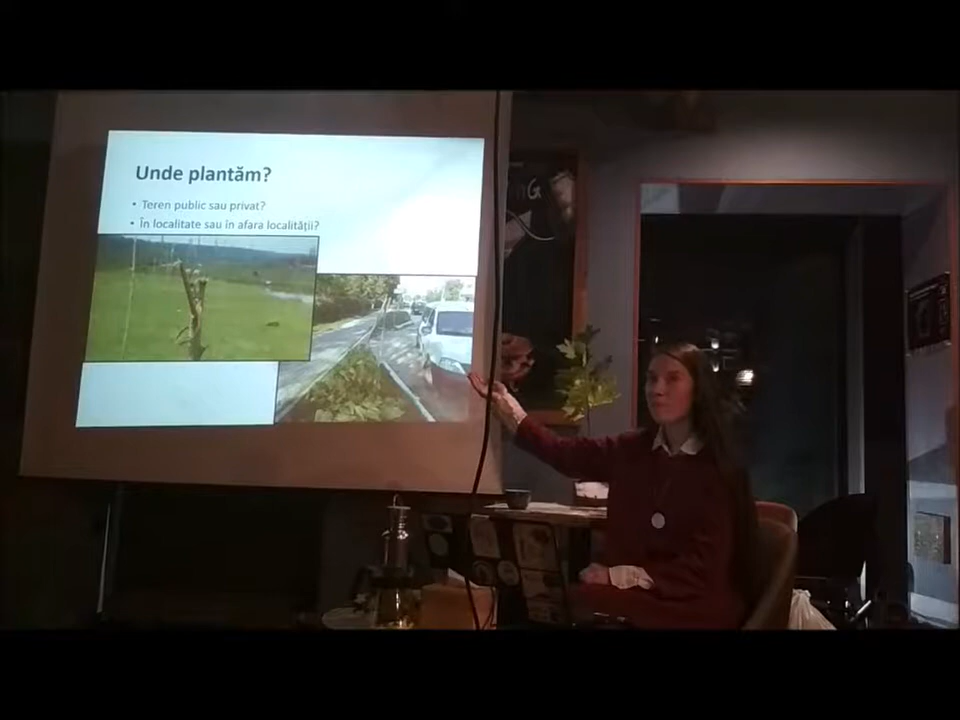 Unde plantăm?
• Teren public sau privat?
• În localitate sau în afara localității?